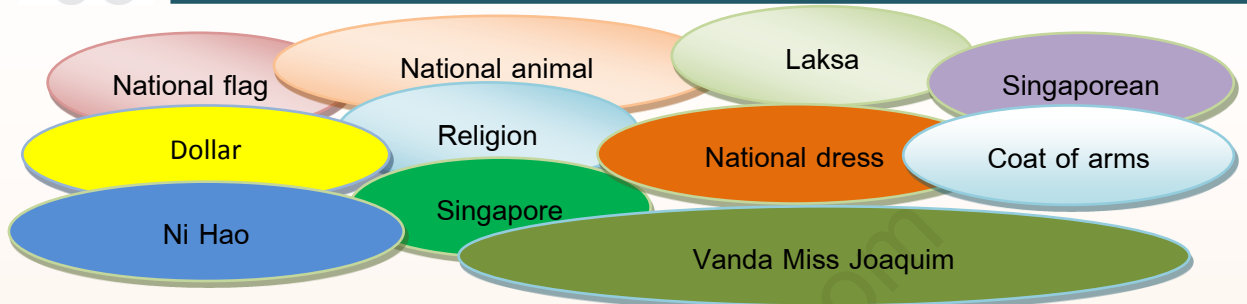 National flag
National animal
Laksa
Singaporean
Dollar
Religion
National dress
Coat of arms
Ni Hao
Singapore
Vanda Miss Joaquim
om